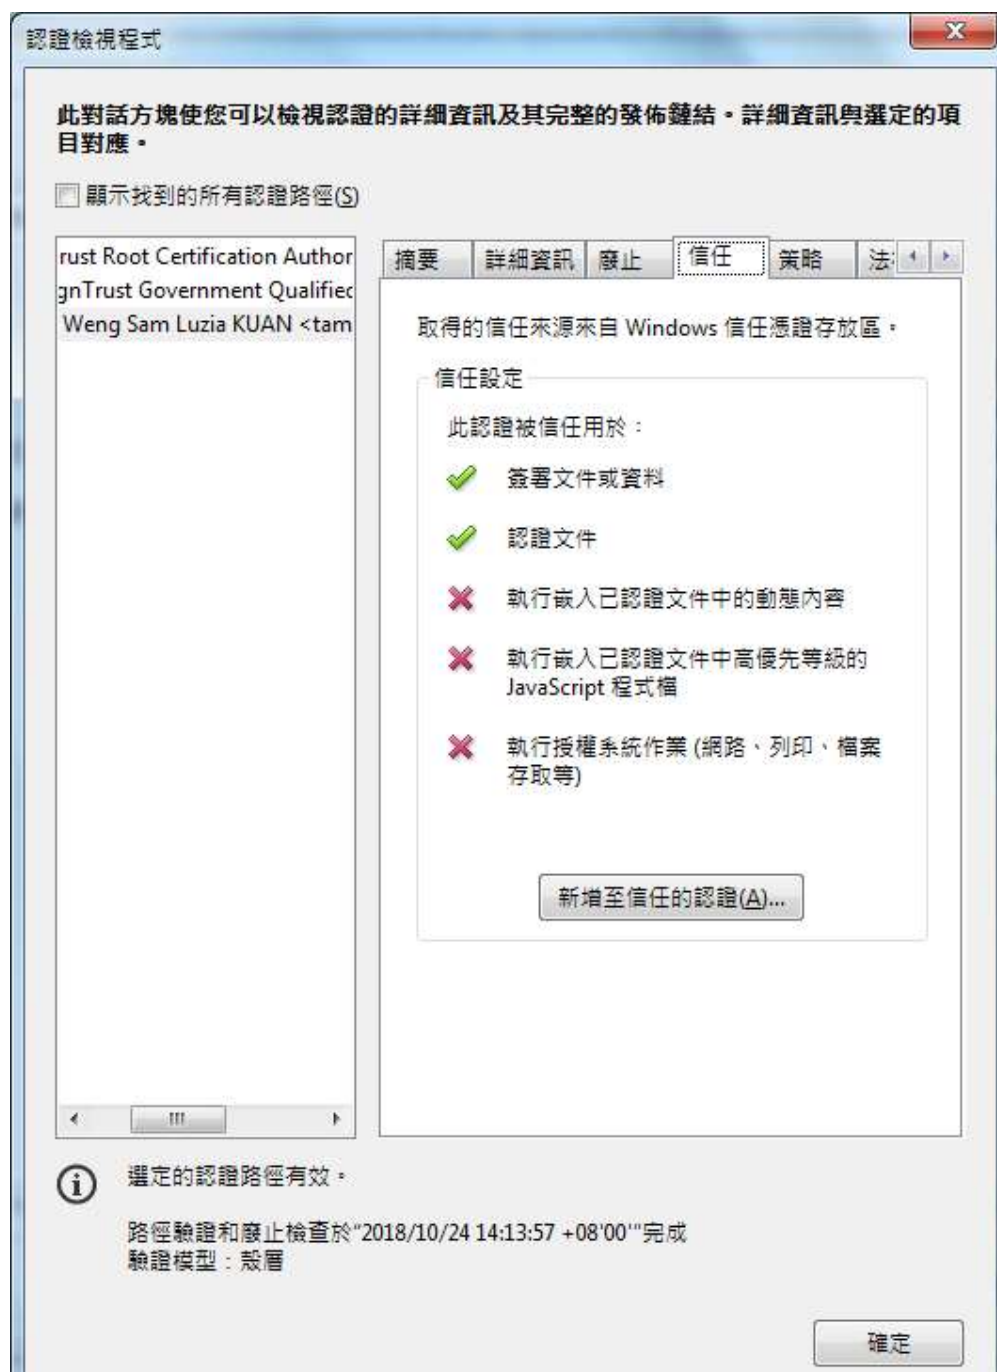 認證檢視程式
此對話方塊使您可以檢視認證的詳細資訊及其完整的發佈鏈結。詳細資訊與選定的項
目對應。
顯示找到的所有認證路徑(S)
rust Root Certification Author
gnTrust Government Qualified
Weng Sam Luzia KUAN <tam
摘要
詳細資訊
廢止
信任
策略
法
取得的信任來源來自 Windows 信任憑證存放區。
信任設定
此認證被信任用於：
簽署文件或資料
認證文件
執行嵌入已認證文件中的動態內容
執行嵌入已認證文件中高優先等級的
JavaScript 程式檔
執行授權系統作業 (網路、列印、檔案
存取等)
新增至信任的認證(A)...
選定的認證路徑有效。
路徑驗證和廢止檢查於"2018/10/24 14:13:57 +08'00'"完成
驗證模型：殼層
確定